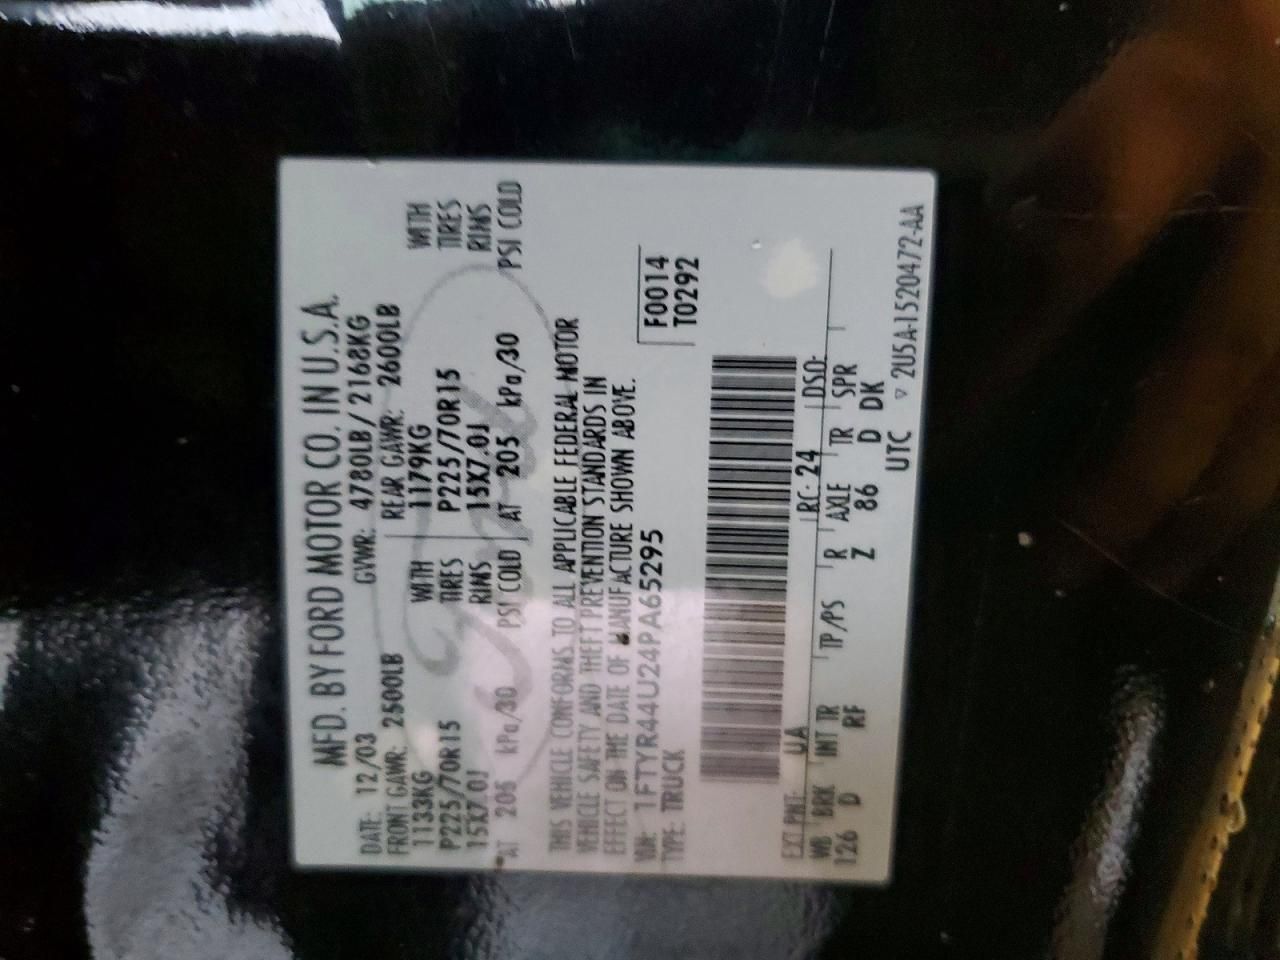 MFD. BY FORD MOTOR CO. IN U.S.A.
DATE: 12/03 GVWR: 4780LB/2168KG
FRONT GAWR: 2500LB REAR GAWR: 2600LB
1133KG WITH 1179KG WITH
P225/70R15 TIRES P225/70R15 TIRES
15X7.0J RIMS 15X7.0J RIMS
AT 205 kPa/30 PSI COLD AT 205 kPa/30 PSI COLD
THIS VEHICLE CONFORMS TO ALL APPLICABLE FEDERAL MOTOR
VEHICLE SAFETY AND THEFT PREVENTION STANDARDS IN
EFFECT ON THE DATE OF MANUFACTURE SHOWN ABOVE.
VIN: 1FTYR44U24PA65295 F0014
TYPE: TRUCK T0292
EXT PNT: UA RC: 24 DSO:
WB BRK INT TR TP/PS R AXLE TR SPR
126 D RF Z 86 D DK
UTC ▽ 2U5A-1520472-AA